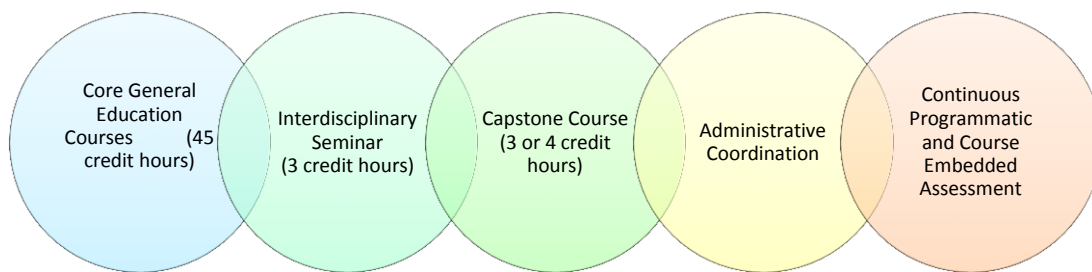 Core General
Education
Courses (45
credit hours)
Interdisciplinary
Seminar
(3 credit hours)
Capstone Course
(3 or 4 credit
hours)
Administrative
Coordination
Continuous
Programmatic
and Course
Embedded
Assessment